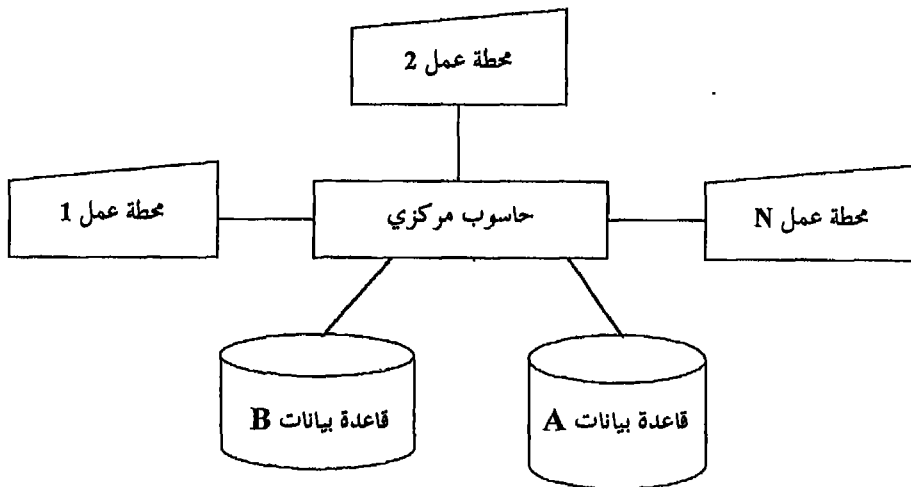 محطة عمل 2
محطة عمل 1
حاسوب مركزي
محطة عمل N
قاعدة بيانات B
قاعدة بيانات A